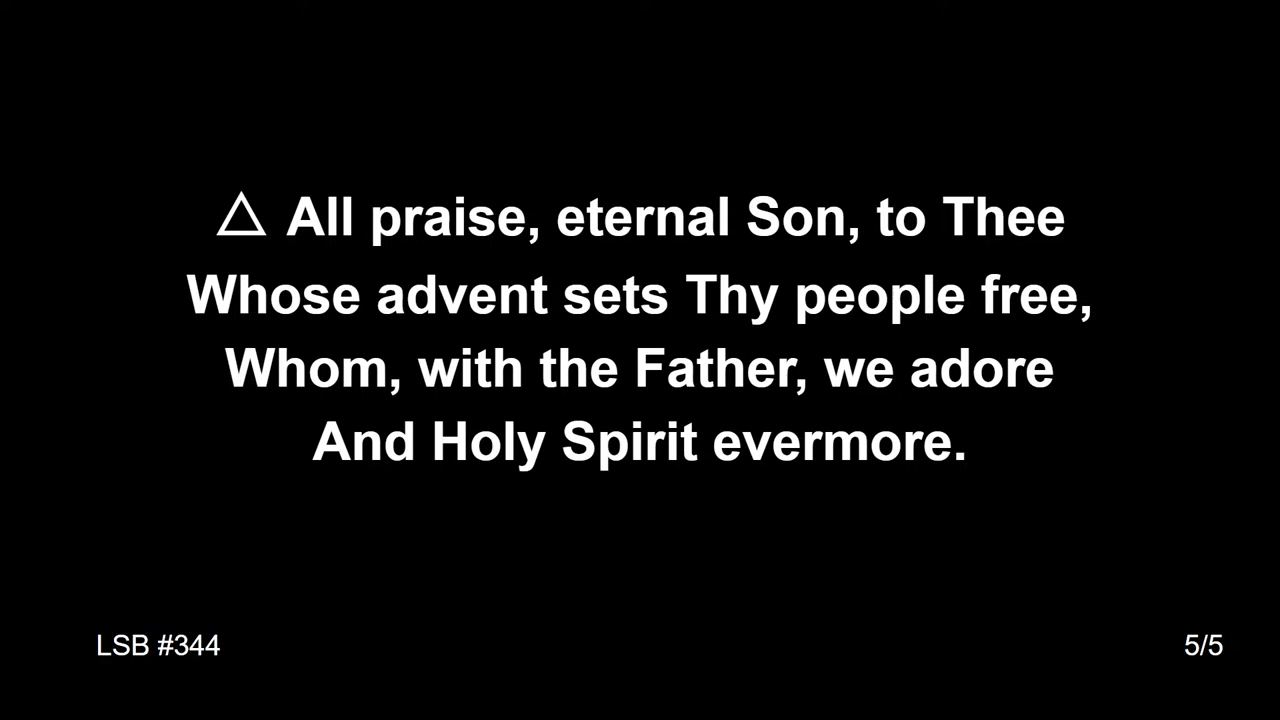 △ All praise, eternal Son, to Thee
Whose advent sets Thy people free,
Whom, with the Father, we adore
And Holy Spirit evermore.
LSB #344
5/5